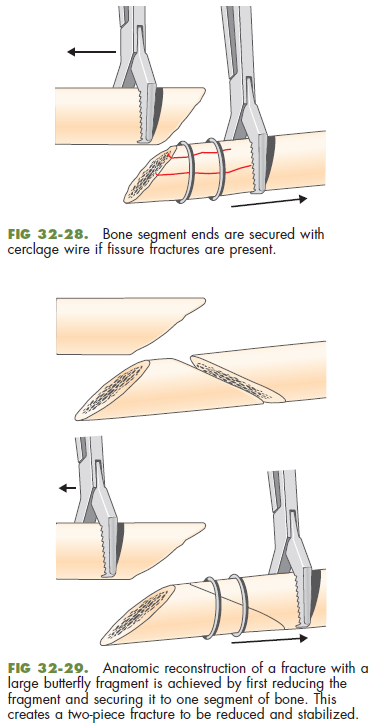 FIG 32-28. Bone segment ends are secured with
cerclage wire if fissure fractures are present.
FIG 32-29. Anatomic reconstruction of a fracture with a
large butterfly fragment is achieved by first reducing the
fragment and securing it to one segment of bone. This
creates a two-piece fracture to be reduced and stabilized.